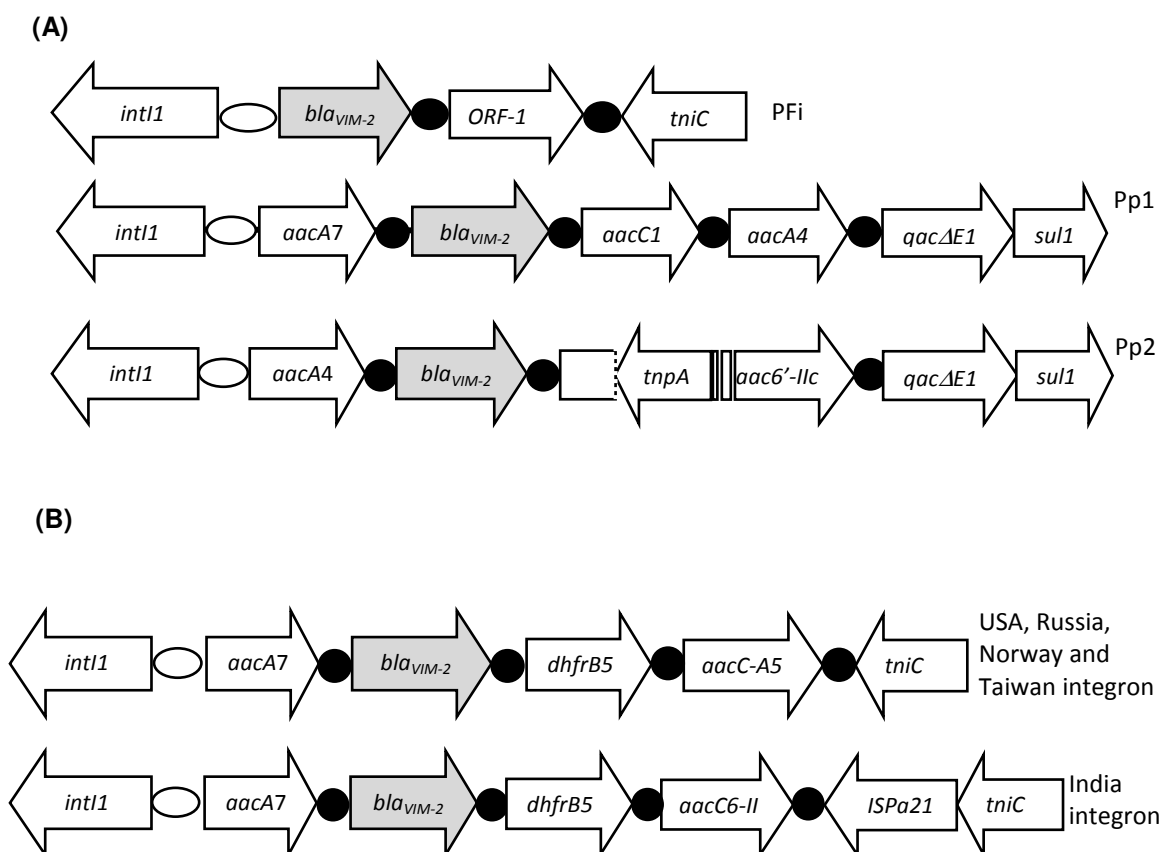 (A)
intI1 blaVIM-2 ORF-1 tniC PFi
intI1 aacA7 blaVIM-2 aacC1 aacA4 qacΔE1 sul1 Pp1
intI1 aacA4 blaVIM-2 tnpA aac6’-IIc qacΔE1 sul1 Pp2
(B)
intI1 aacA7 blaVIM-2 dhfrB5 aacC-A5 tniC
USA, Russia,
Norway and
Taiwan integron
intI1 aacA7 blaVIM-2 dhfrB5 aacC6-II ISPa21 tniC
India
integron